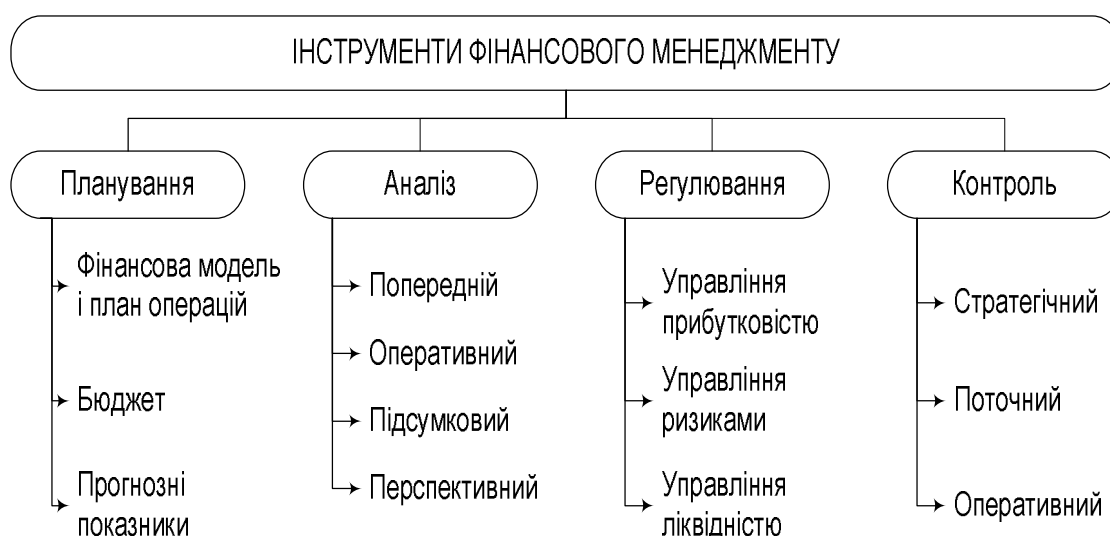 ІНСТРУМЕНТИ ФІНАНСОВОГО МЕНЕДЖМЕНТУ
Планування
Фінансова модель
і план операцій
Бюджет
Прогнозні
показники
Аналіз
Попередній
Оперативний
Підсумковий
Перспективний
Регулювання
Управління
прибутковістю
Управління
ризиками
Управління
ліквідністю
Контроль
Стратегічний
Поточний
Оперативний